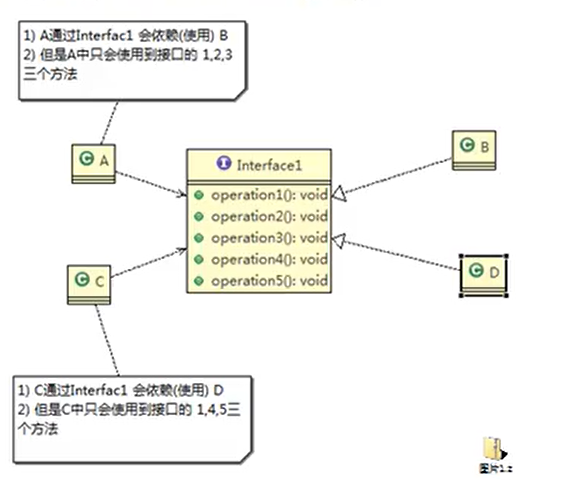 1) A通过Interfac1 会依赖(使用) B
2) 但是A中只会使用到接口的 1,2,3
三个方法
A
Interface1
B
operation1(): void
operation2(): void
operation3(): void
operation4(): void
operation5(): void
C
D
1) C通过Interfac1 会依赖(使用) D
2) 但是C中只会使用到接口的 1,4,5三
个方法
图片1.z